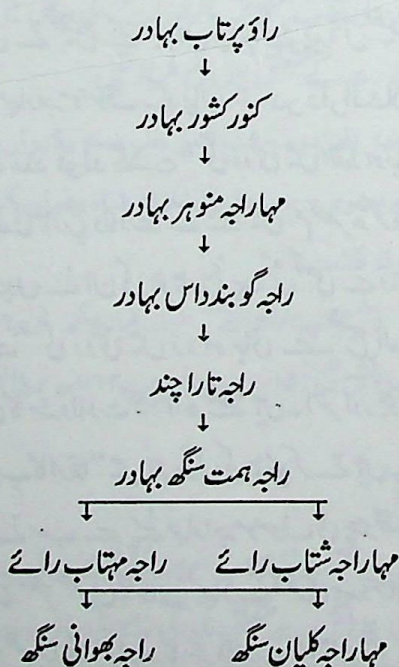 راؤ پرتاب بہادر
↓
کنور کشور بہادر
↓
مہاراجہ منوہر بہادر
↓
راجہ گوبند داس بہادر
↓
راجہ تارا چند
↓
راجہ ہمت سنگھ بہادر
↓ ↓
مہاراجہ شتاب رائے راجہ مہتاب رائے
↓ ↓
مہاراجہ کلیان سنگھ راجہ بھوانی سنگھ